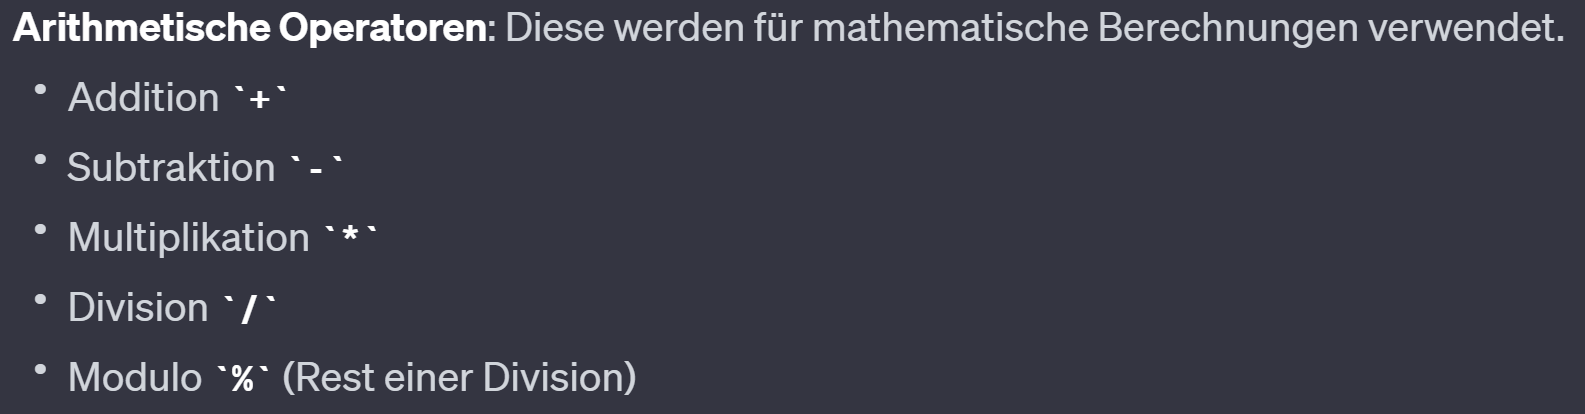 Arithmetische Operatoren: Diese werden für mathematische Berechnungen verwendet.
• Addition `+`
• Subtraktion `-`
• Multiplikation `*`
• Division `/`
• Modulo `%` (Rest einer Division)